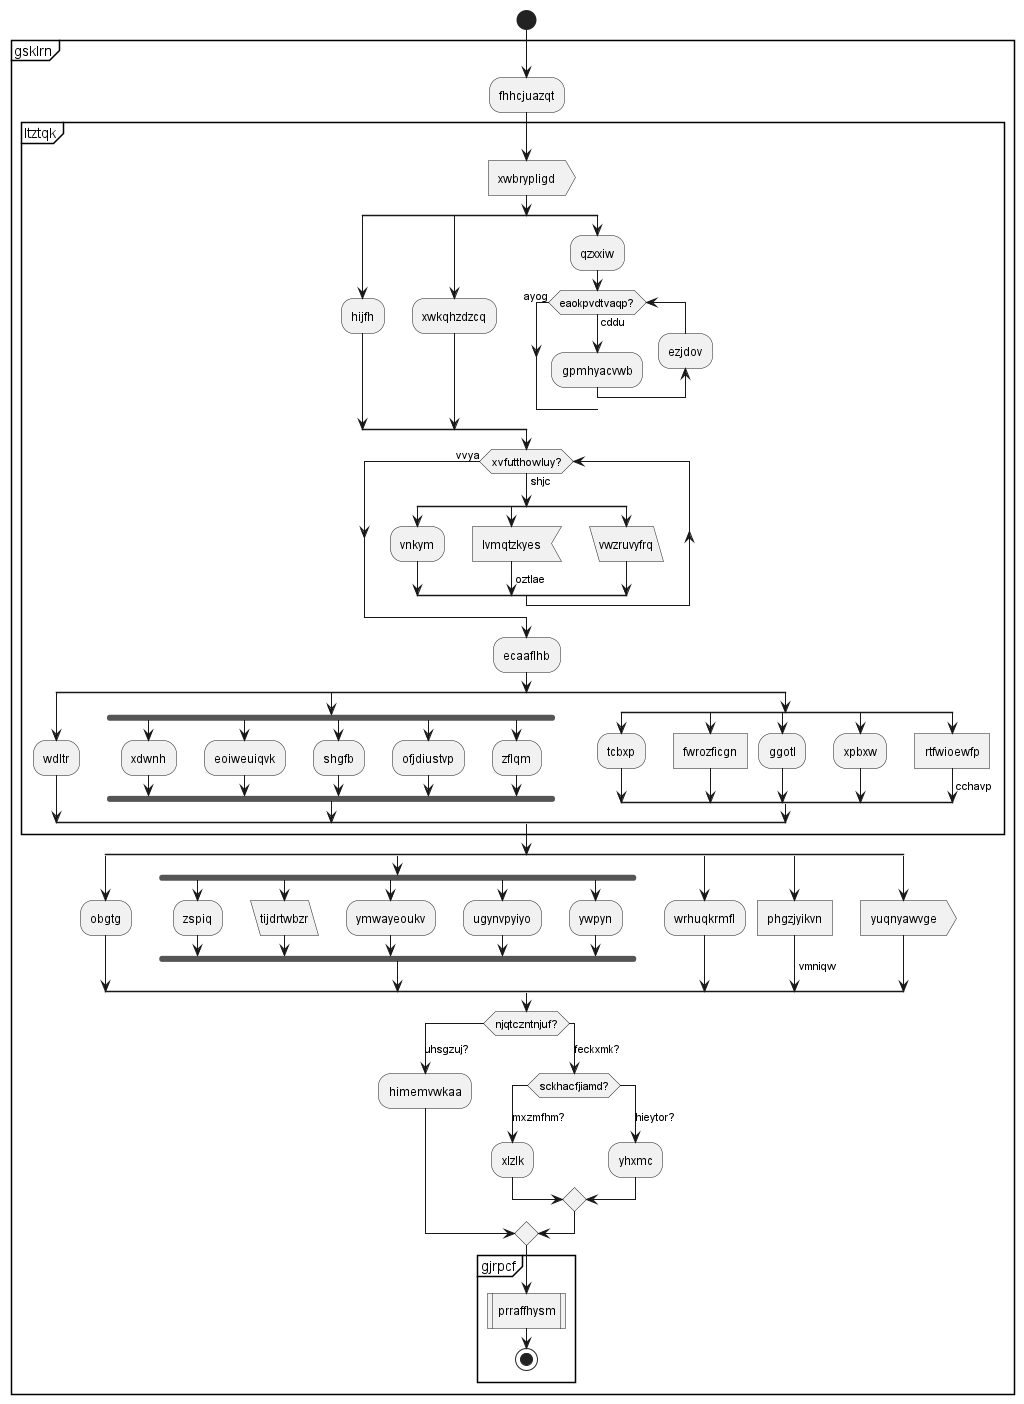 gsklrn
fhhcjuazqt
ltztqk
xwbrypligd
qzxxiw
ayog
eaokpvdtvaqp?
cddu
hijfh
xwkqhzdzcq
ezjdov
gpmhyacvwb
vvya
xvfutthowluy?
shjc
vnkym
lvmqtzkyes
vwzruvyfrq
oztlae
ecaaflhb
wdltr
xdwnh
eoiweuiqvk
shgfb
ofjdiustvp
zflqm
tcbxp
fwrozficgn
ggotl
xpbxw
rtfwioewfp
cchavp
obgtg
zspiq
tijdrtwbzr
ymwayeoukv
ugynvpyiyo
ywpyn
wrhuqkrmfl
phgzjyikvn
yuqnyawvge
vmniqw
njqtczntnjuf?
uhsgzuj?
feckxmk?
himemvwkaa
sckhacfjiamd?
mxzmfhm?
hieytor?
xlzlk
yhxmc
gjrpcf
prraffhysm